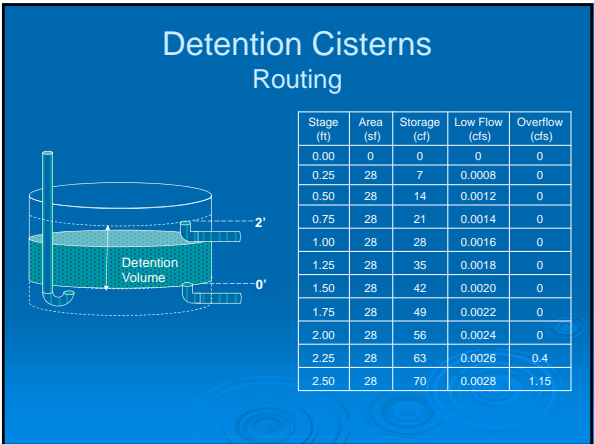 Detention Cisterns
Routing
2'
Detention
Volume
0'
Stage (ft) Area (sf) Storage (cf) Low Flow (cfs) Overflow (cfs)
0.00 0 0 0 0
0.25 28 7 0.0008 0
0.50 28 14 0.0012 0
0.75 28 21 0.0014 0
1.00 28 28 0.0016 0
1.25 28 35 0.0018 0
1.50 28 42 0.0020 0
1.75 28 49 0.0022 0
2.00 28 56 0.0024 0
2.25 28 63 0.0026 0.4
2.50 28 70 0.0028 1.15